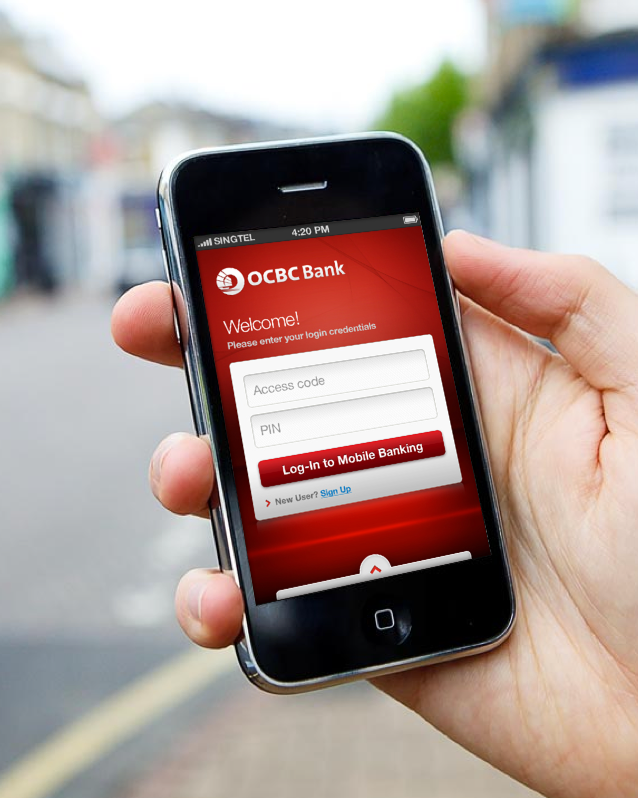 SINGTEL 4:20 PM
OCBC Bank
Welcome!
Please enter your login credentials
Access code
PIN
Log-In to Mobile Banking
New User? Sign Up